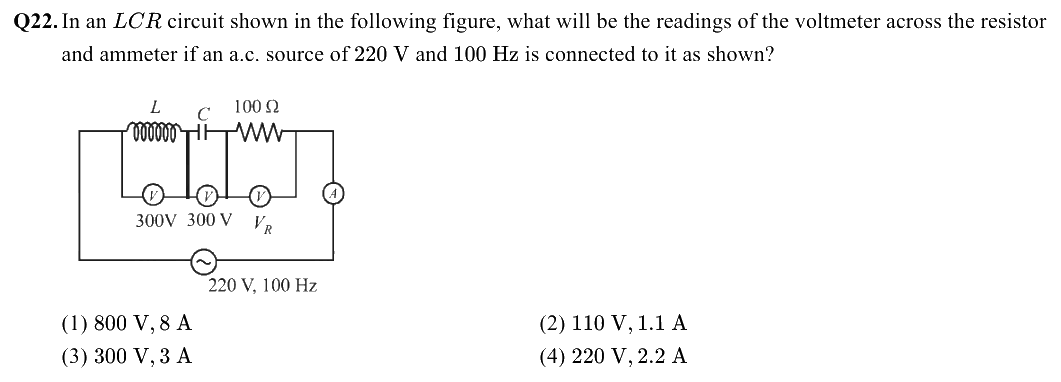 Q22. In an LCR circuit shown in the following figure, what will be the readings of the voltmeter across the resistor
and ammeter if an a.c. source of 220 V and 100 Hz is connected to it as shown?
L C 100 Ω
V V V A
300V 300 V V_R
220 V, 100 Hz
(1) 800 V, 8 A (2) 110 V, 1.1 A
(3) 300 V, 3 A (4) 220 V, 2.2 A